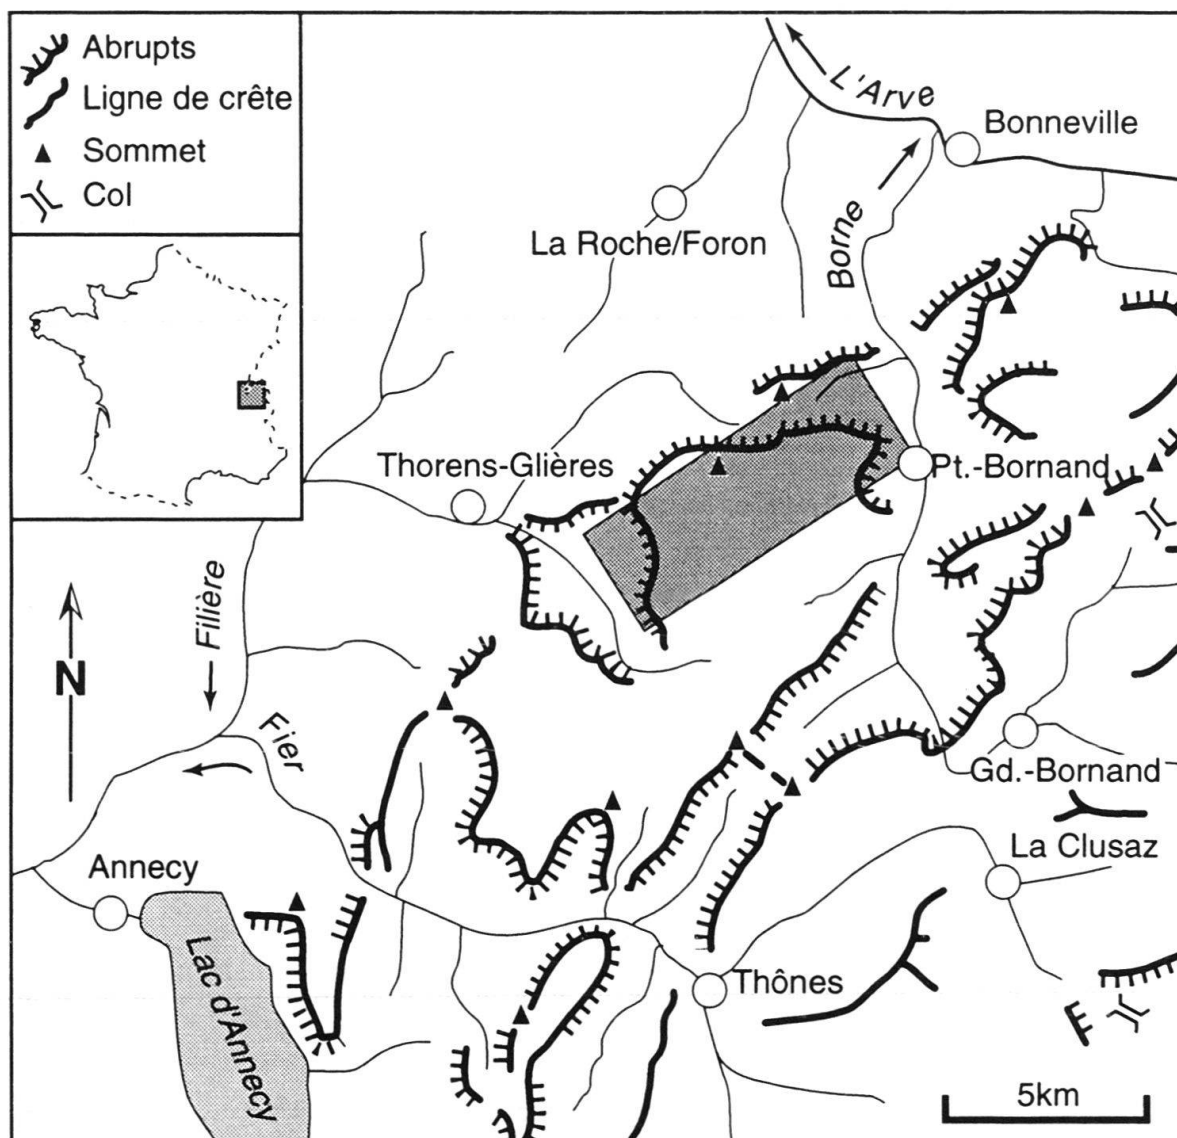 Abrupts
Ligne de crête
Sommet
Col
L'Arve
Bonneville
La Roche/Foron
Borne
Thorens-Glières
Pt.-Bornand
Filière
N
Fier
Gd.-Bornand
La Clusaz
Annecy
Lac d'Annecy
Thônes
5km